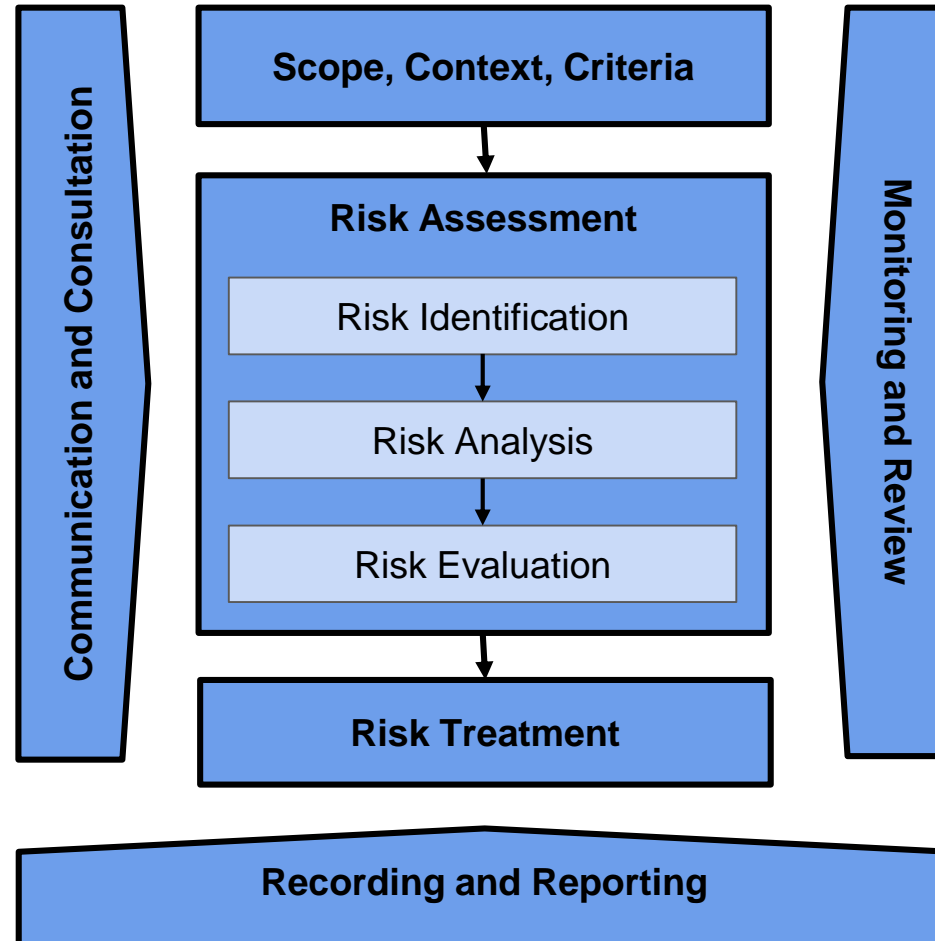 Communication and Consultation
Scope, Context, Criteria
Risk Assessment
Risk Identification
Risk Analysis
Risk Evaluation
Risk Treatment
Monitoring and Review
Recording and Reporting